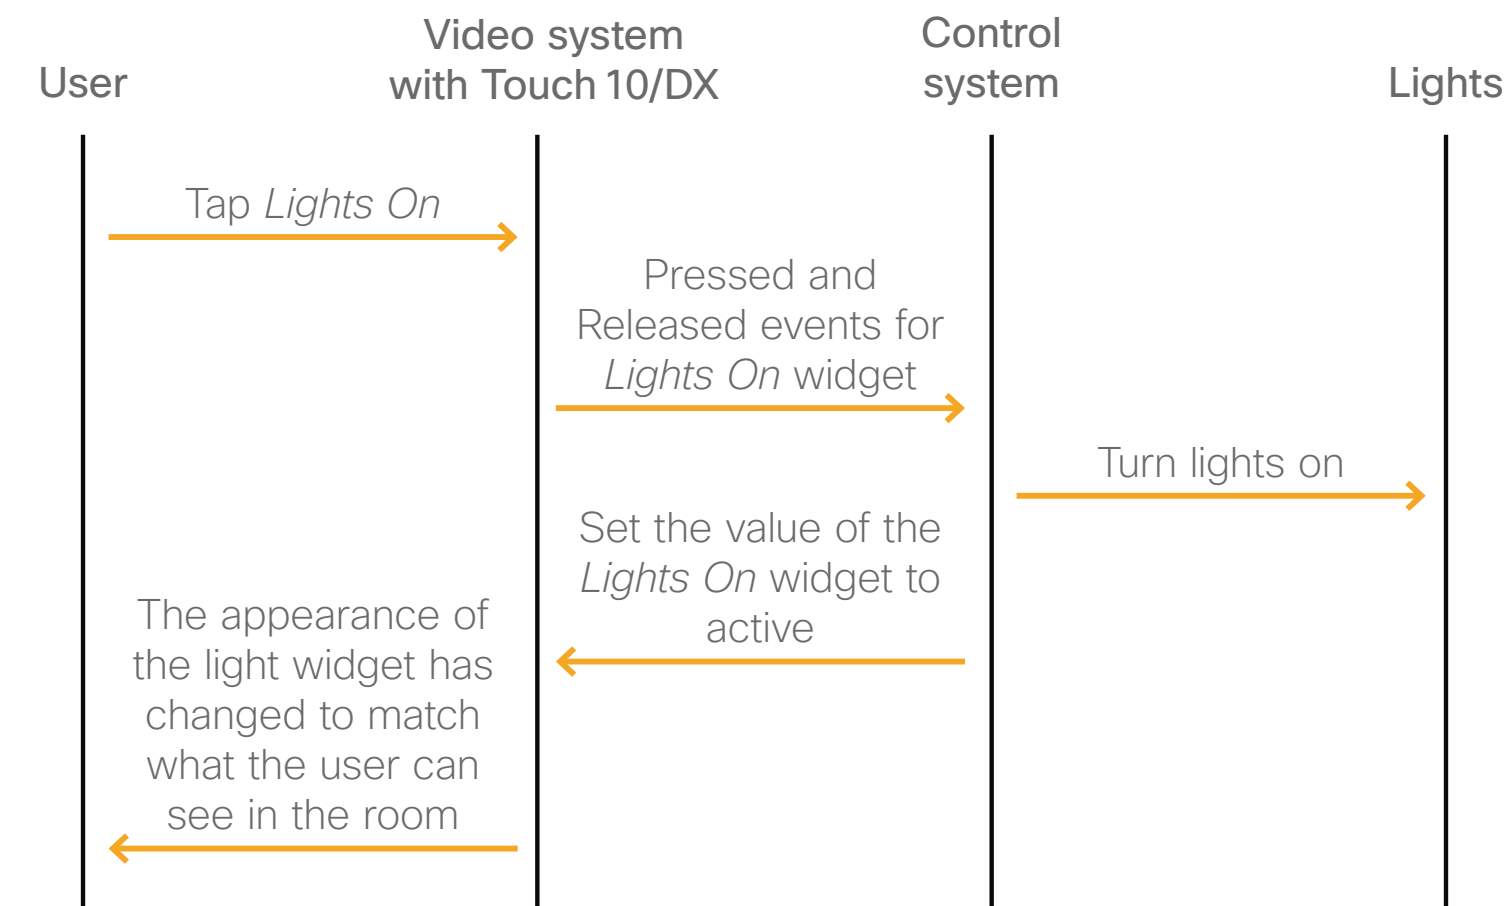 User
Video system
with Touch 10/DX
Control
system
Lights
Tap Lights On
Pressed and
Released events for
Lights On widget
Turn lights on
Set the value of the
Lights On widget to
active
The appearance of
the light widget has
changed to match
what the user can
see in the room